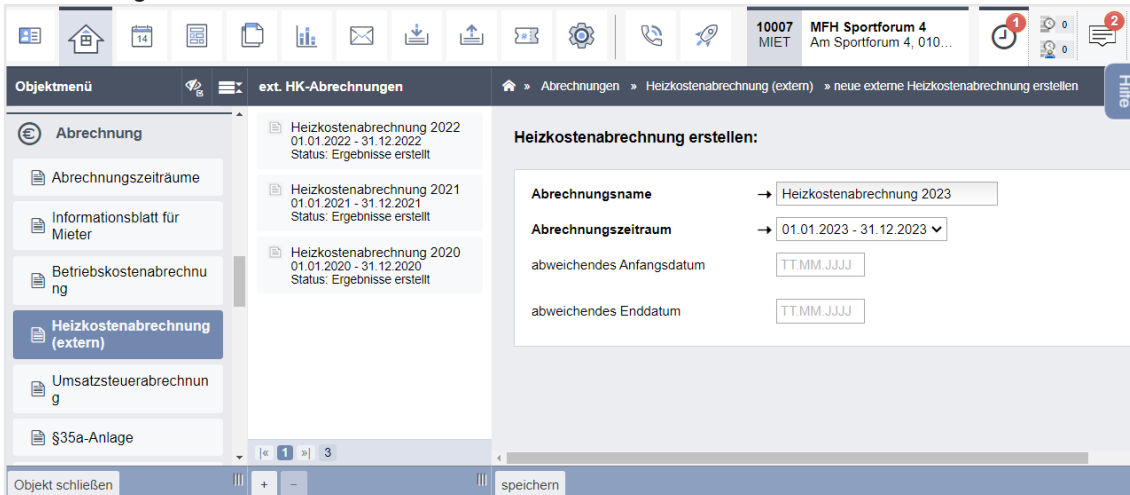 14
10007
MIET
MFH Sportforum 4
Am Sportforum 4, 010...
1
0
0
2
Hilfe
Objektmenü
ext. HK-Abrechnungen
» Abrechnungen » Heizkostenabrechnung (extern) » neue externe Heizkostenabrechnung erstellen
Abrechnung
Abrechnungszeiträume
Informationsblatt für
Mieter
Betriebskostenabrechnu
ng
Heizkostenabrechnung
(extern)
Umsatzsteuerabrechnun
g
§35a-Anlage
Heizkostenabrechnung 2022
01.01.2022 - 31.12.2022
Status: Ergebnisse erstellt
Heizkostenabrechnung 2021
01.01.2021 - 31.12.2021
Status: Ergebnisse erstellt
Heizkostenabrechnung 2020
01.01.2020 - 31.12.2020
Status: Ergebnisse erstellt
|« 1 »| 3
Heizkostenabrechnung erstellen:
Abrechnungsname → Heizkostenabrechnung 2023
Abrechnungszeitraum → 01.01.2023 - 31.12.2023
abweichendes Anfangsdatum TT.MM.JJJJ
abweichendes Enddatum TT.MM.JJJJ
Objekt schließen
+ −
speichern